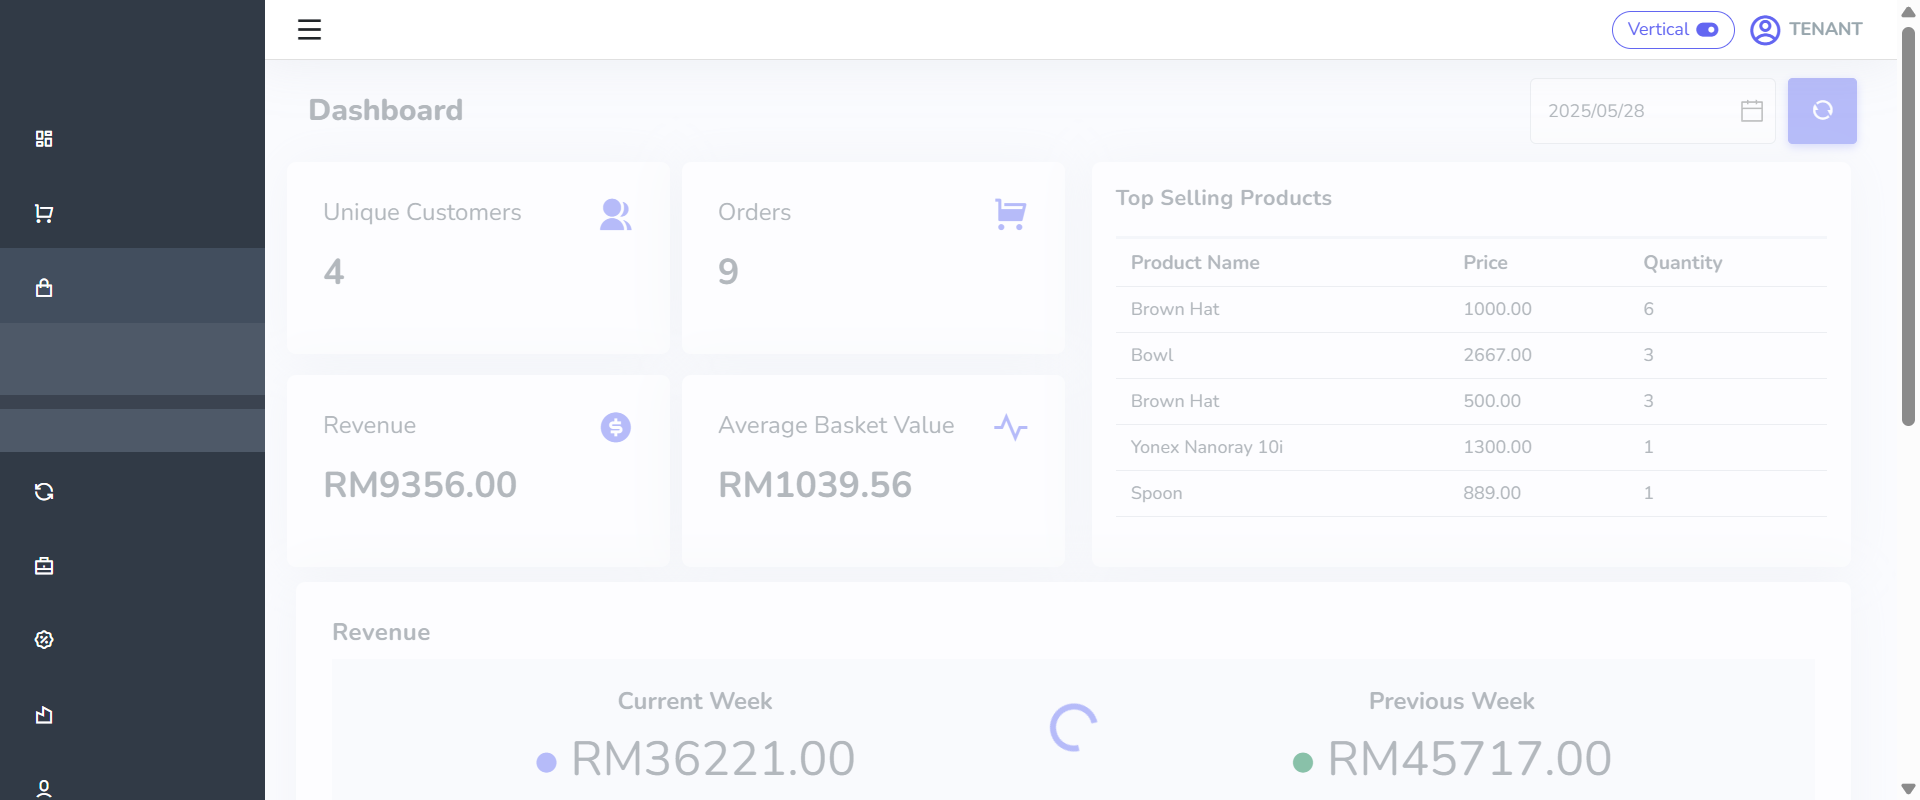 Vertical TENANT
Dashboard 2025/05/28
Unique Customers
4
Orders
9
Revenue
RM9356.00
Average Basket Value
RM1039.56
Top Selling Products
Product Name Price Quantity
Brown Hat 1000.00 6
Bowl 2667.00 3
Brown Hat 500.00 3
Yonex Nanoray 10i 1300.00 1
Spoon 889.00 1
Revenue
Current Week
RM36221.00
Previous Week
RM45717.00